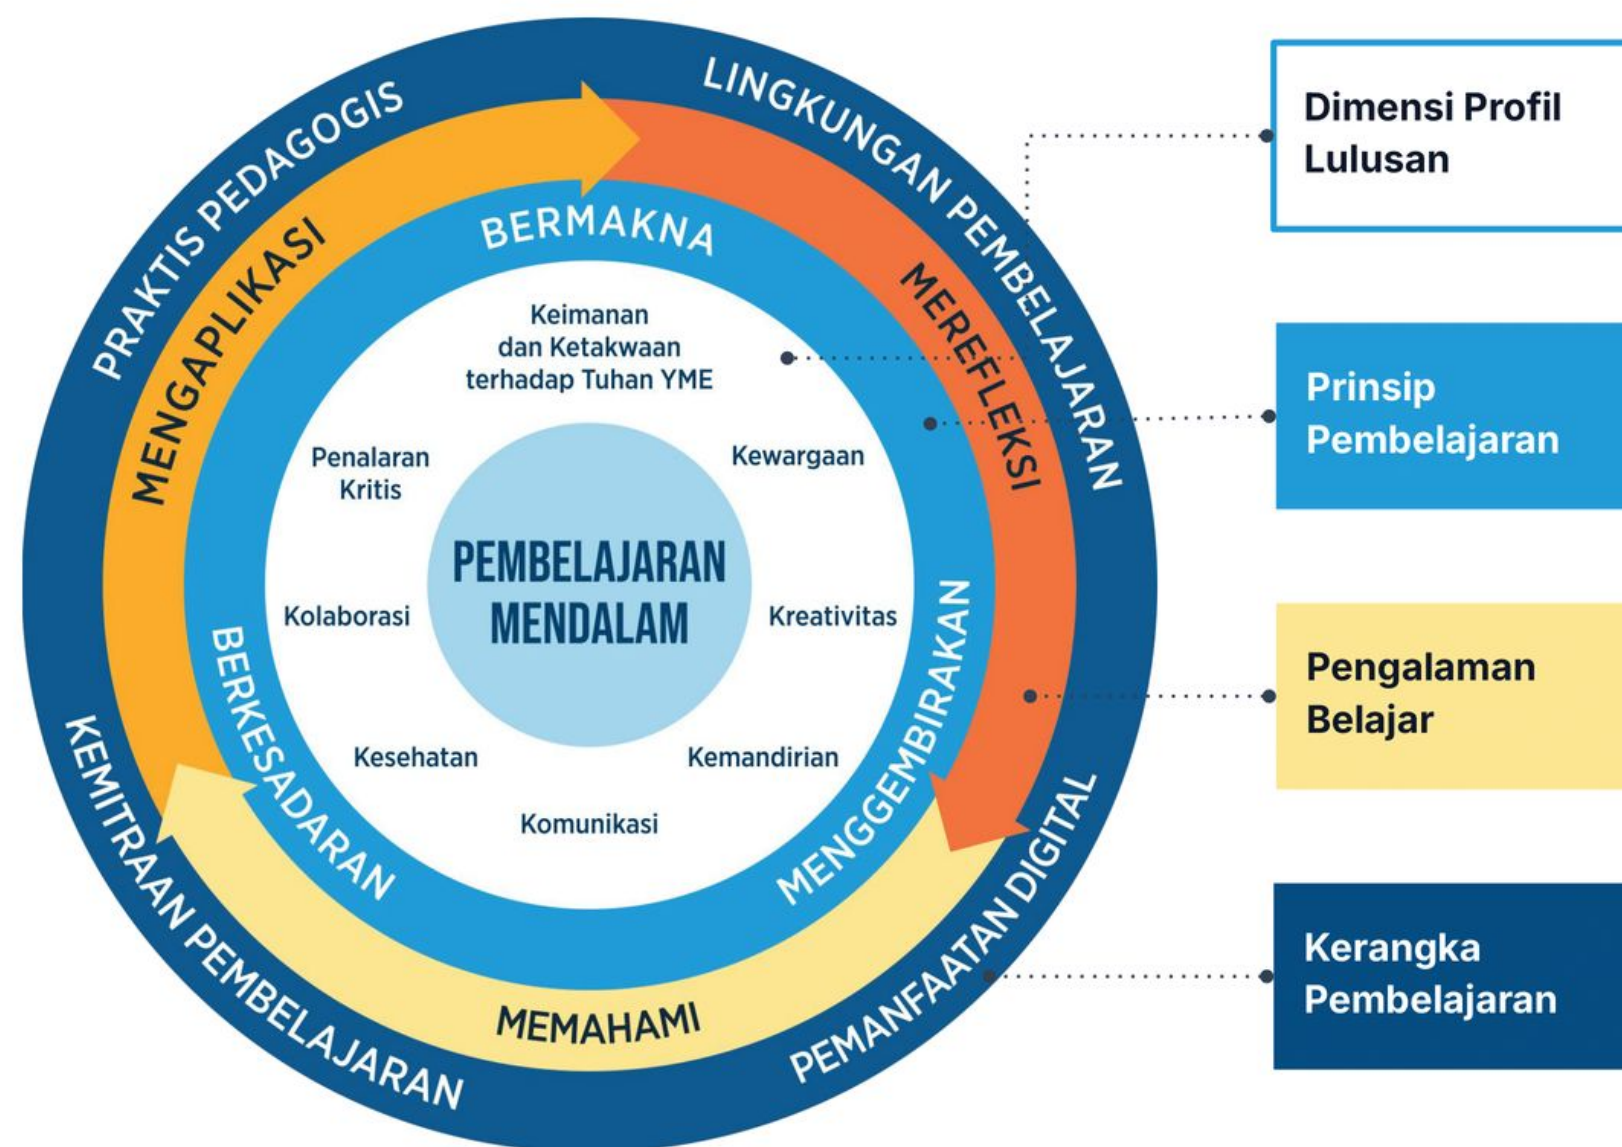 PRAKTIS PEDAGOGIS
LINGKUNGAN PEMBELAJARAN
MENGAPLIKASI
BERMAKNA
MEREFLEKSI
Keimanan
dan Ketakwaan
terhadap Tuhan YME
Penalaran
Kritis
Kewargaan
PEMBELAJARAN
MENDALAM
Kolaborasi
Kreativitas
BERKESADARAN
MENGGEMBIRAKAN
Kesehatan
Kemandirian
Komunikasi
KEMITRAAN PEMBELAJARAN
MEMAHAMI
PEMANFAATAN DIGITAL
Dimensi Profil
Lulusan
Prinsip
Pembelajaran
Pengalaman
Belajar
Kerangka
Pembelajaran